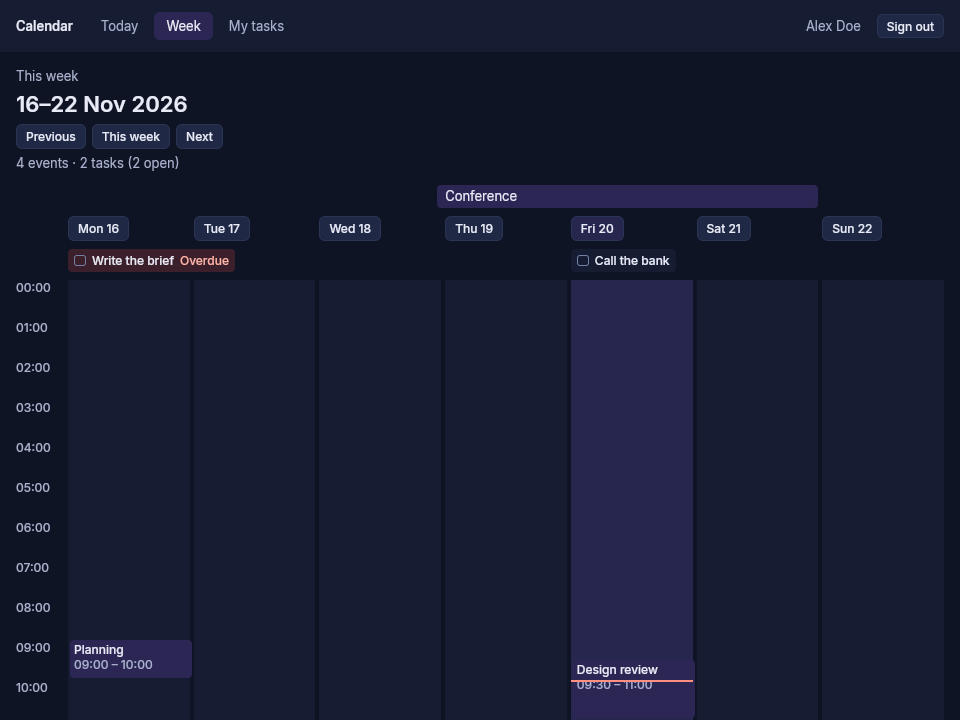 Calendar Today Week My tasks Alex Doe Sign out
This week
16–22 Nov 2026
Previous This week Next
4 events · 2 tasks (2 open)
Conference
Mon 16 Tue 17 Wed 18 Thu 19 Fri 20 Sat 21 Sun 22
Write the brief Overdue Call the bank
00:00
01:00
02:00
03:00
04:00
05:00
06:00
07:00
08:00
09:00
Planning
09:00 – 10:00
Design review
09:30 – 11:00
10:00